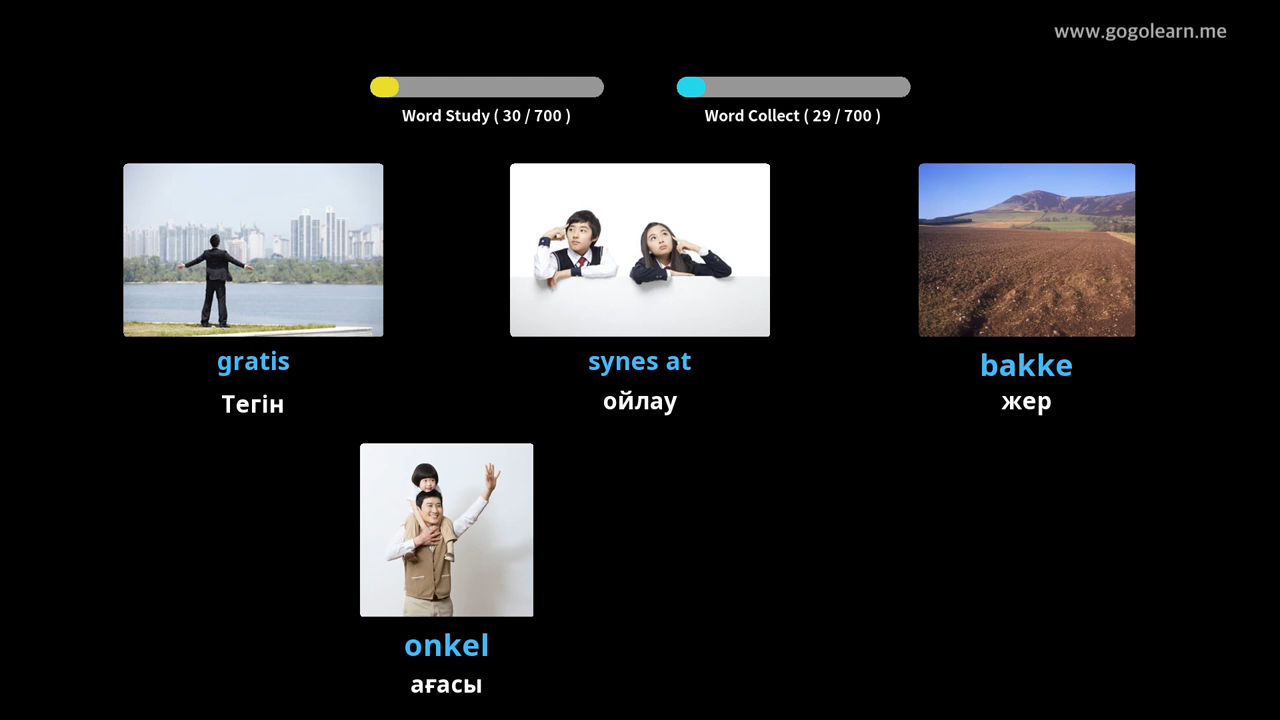 www.gogolearn.me
Word Study ( 30 / 700 )
Word Collect ( 29 / 700 )
gratis
Тегін
synes at
ойлау
bakke
жер
onkel
ағасы